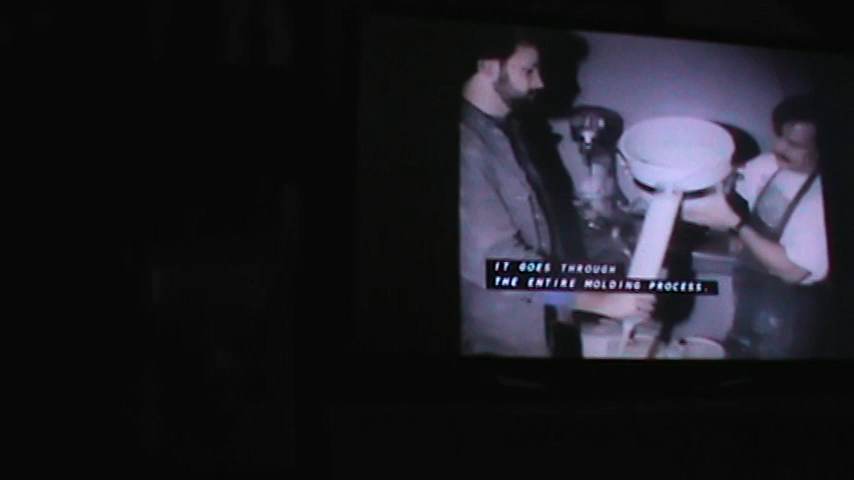 IT GOES THROUGH
THE ENTIRE MOLDING PROCESS.